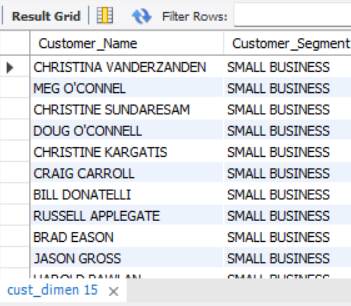 Result Grid Filter Rows:
Customer_Name Customer_Segment
CHRISTINA VANDERZANDEN SMALL BUSINESS
MEG O'CONNEL SMALL BUSINESS
CHRISTINE SUNDARESAM SMALL BUSINESS
DOUG O'CONNELL SMALL BUSINESS
CHRISTINE KARGATIS SMALL BUSINESS
CRAIG CARROLL SMALL BUSINESS
BILL DONATELLI SMALL BUSINESS
RUSSELL APPLEGATE SMALL BUSINESS
BRAD EASON SMALL BUSINESS
JASON GROSS SMALL BUSINESS
SMALL BUSINESS
cust_dimen 15